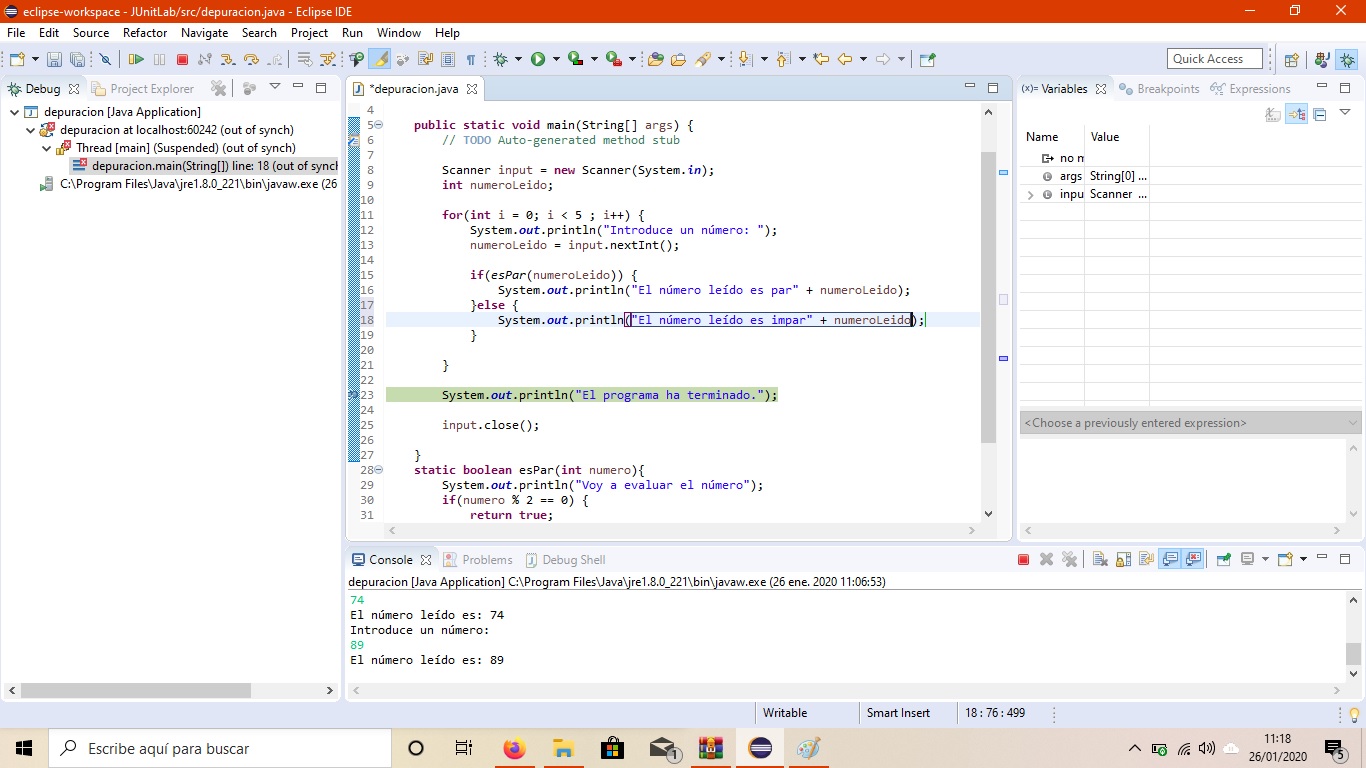 eclipse-workspace - JUnitLab/src/depuracion.java - Eclipse IDE
File Edit Source Refactor Navigate Search Project Run Window Help
Quick Access
Debug Project Explorer
depuracion [Java Application]
depuracion at localhost:60242 (out of synch)
Thread [main] (Suspended) (out of synch)
depuracion.main(String[]) line: 18 (out of synch
C:\Program Files\Java\jre1.8.0_221\bin\javaw.exe (26
*depuracion.java
4
5 public static void main(String[] args) {
6 // TODO Auto-generated method stub
7
8 Scanner input = new Scanner(System.in);
9 int numeroLeido;
10
11 for(int i = 0; i < 5 ; i++) {
12 System.out.println("Introduce un número: ");
13 numeroLeido = input.nextInt();
14
15 if(esPar(numeroLeido)) {
16 System.out.println("El número leído es par" + numeroLeido);
17 }else {
18 System.out.println("El número leído es impar" + numeroLeido);
19 }
20
21 }
22
23 System.out.println("El programa ha terminado.");
24
25 input.close();
26
27 }
28 static boolean esPar(int numero){
29 System.out.println("Voy a evaluar el número");
30 if(numero % 2 == 0) {
31 return true;
(x)= Variables Breakpoints Expressions
Name Value
no m
args String[0] ...
inpu Scanner ...
<Choose a previously entered expression>
Console Problems Debug Shell
depuracion [Java Application] C:\Program Files\Java\jre1.8.0_221\bin\javaw.exe (26 ene. 2020 11:06:53)
74
El número leído es: 74
Introduce un número:
89
El número leído es: 89
Writable Smart Insert 18 : 76 : 499
Escribe aquí para buscar
1
11:18
26/01/2020
5